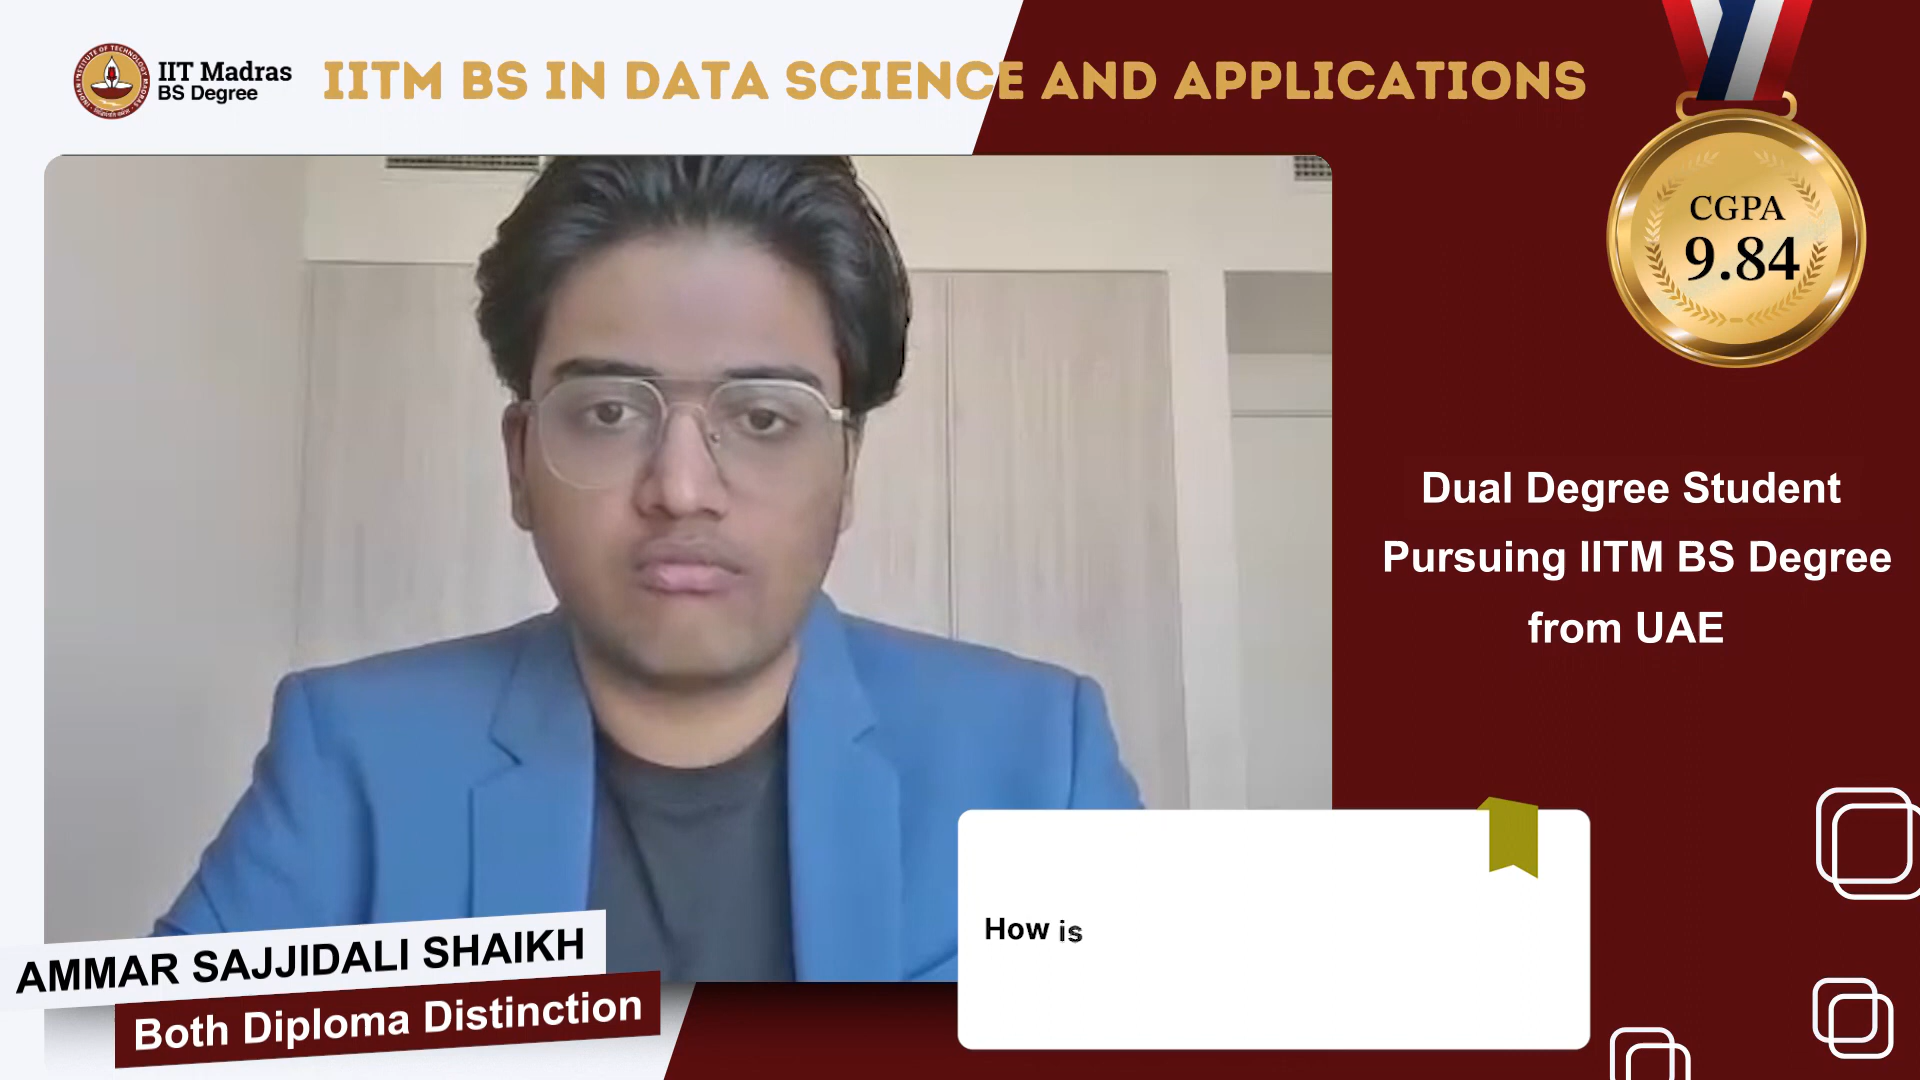 IIT Madras
BS Degree
IITM BS IN DATA SCIENCE AND APPLICATIONS
CGPA
9.84
Dual Degree Student
Pursuing IITM BS Degree
from UAE
How is
AMMAR SAJJIDALI SHAIKH
Both Diploma Distinction